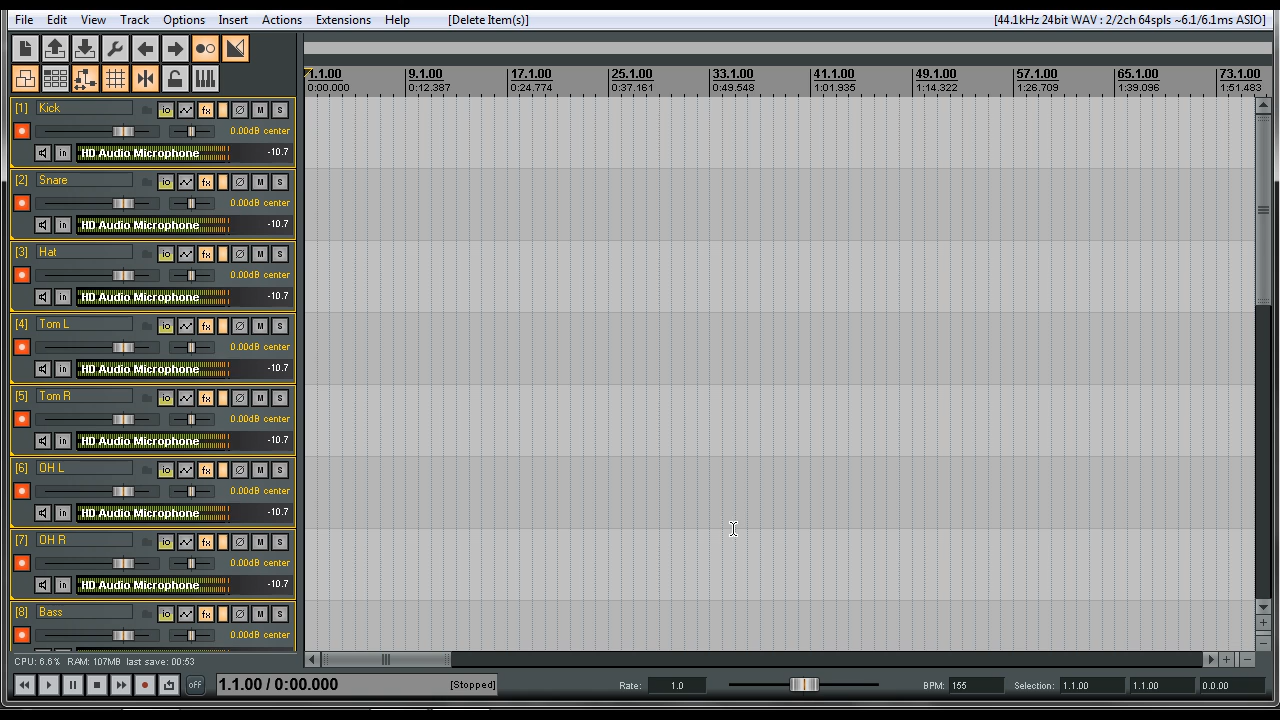 File Edit View Track Options Insert Actions Extensions Help [Delete Item(s)] [44.1kHz 24bit WAV : 2/2ch 64spls ~6.1/6.1ms ASIO]
1.1.00 9.1.00 17.1.00 25.1.00 33.1.00 41.1.00 49.1.00 57.1.00 65.1.00 73.1.00
0:00.000 0:12.387 0:24.774 0:37.161 0:49.548 1:01.935 1:14.322 1:26.709 1:39.096 1:51.483
[1] Kick io fx Ø M S
0.00dB center
in HD Audio Microphone -10.7
[2] Snare io fx Ø M S
0.00dB center
in HD Audio Microphone -10.7
[3] Hat io fx Ø M S
0.00dB center
in HD Audio Microphone -10.7
[4] Tom L io fx Ø M S
0.00dB center
in HD Audio Microphone -10.7
[5] Tom R io fx Ø M S
0.00dB center
in HD Audio Microphone -10.7
[6] OH L io fx Ø M S
0.00dB center
in HD Audio Microphone -10.7
[7] OH R io fx Ø M S
0.00dB center
in HD Audio Microphone -10.7
[8] Bass io fx Ø M S
0.00dB center
CPU: 6.6% RAM: 107MB last save: 00:53
off 1.1.00 / 0:00.000 [Stopped] Rate: 1.0 BPM: 155 Selection: 1.1.00 1.1.00 0.0.00